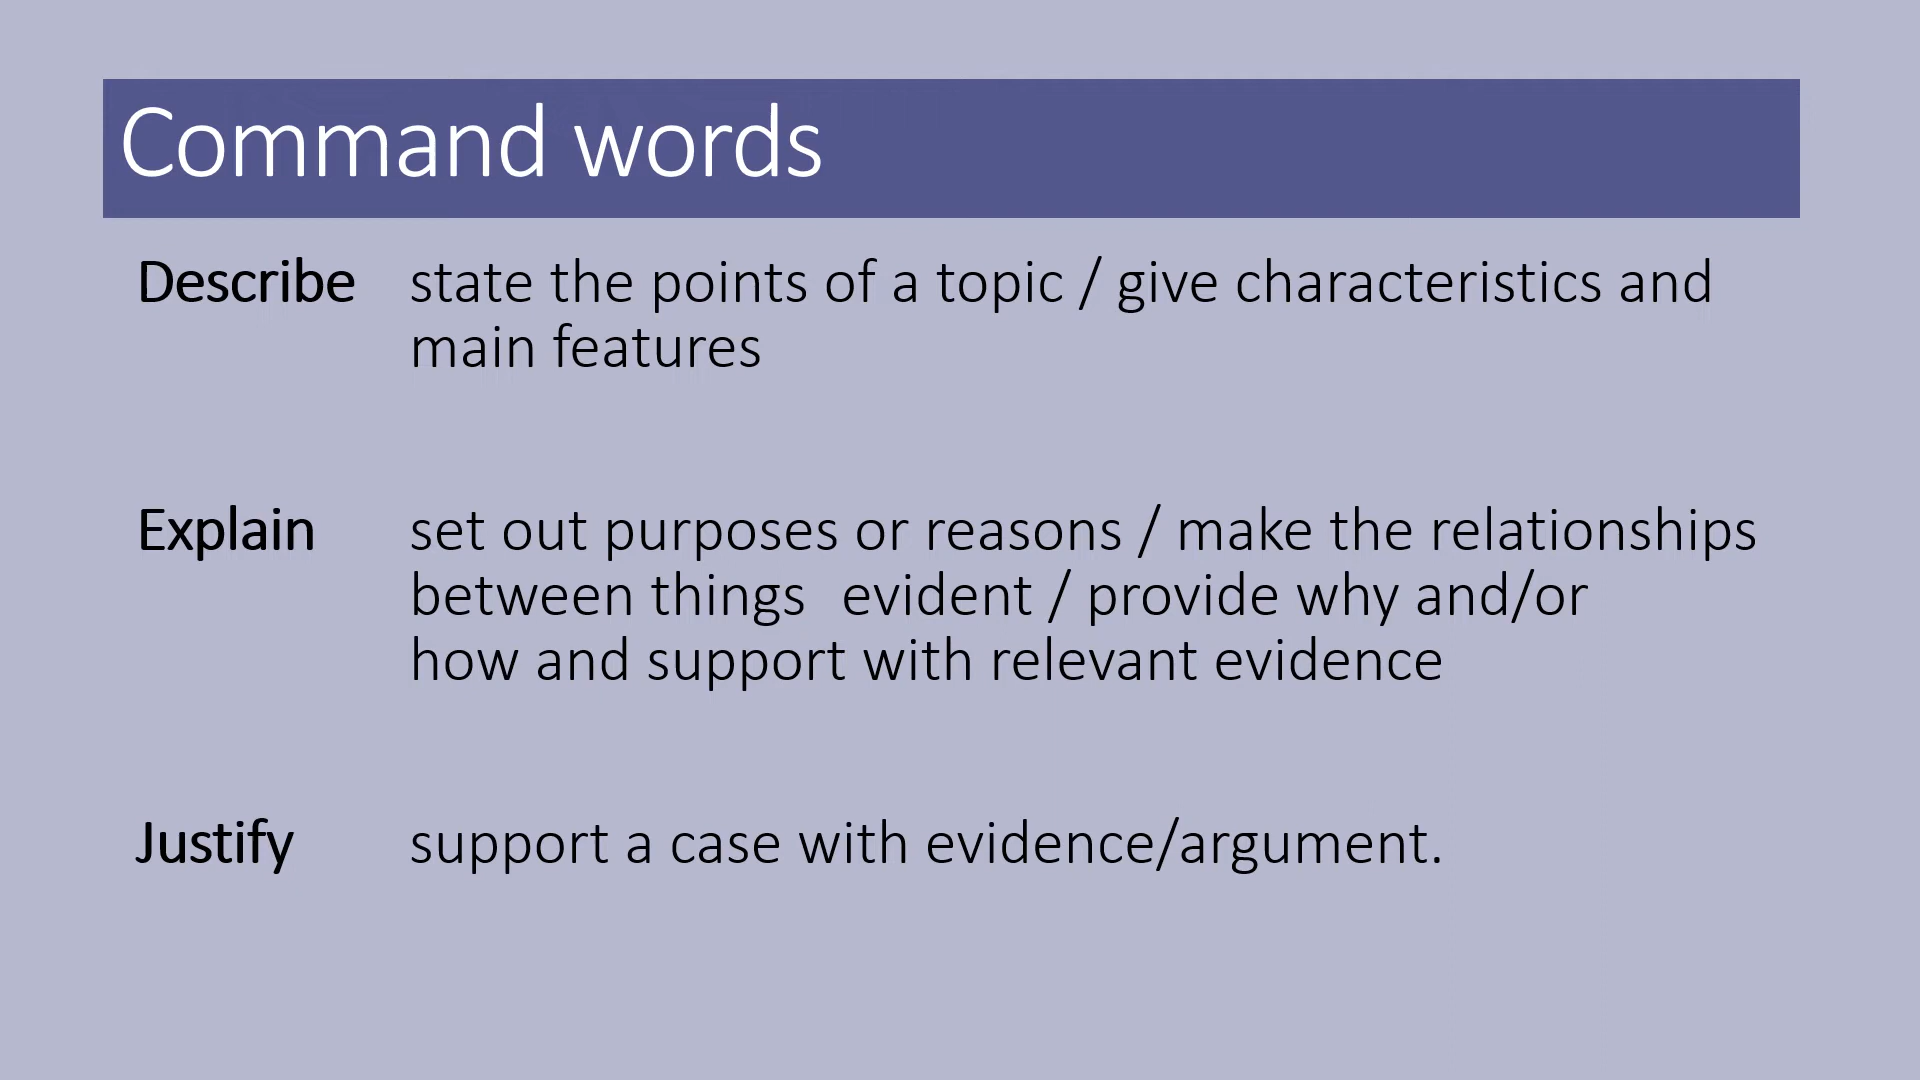 Command words
Describe state the points of a topic / give characteristics and
main features
Explain set out purposes or reasons / make the relationships
between things evident / provide why and/or
how and support with relevant evidence
Justify support a case with evidence/argument.